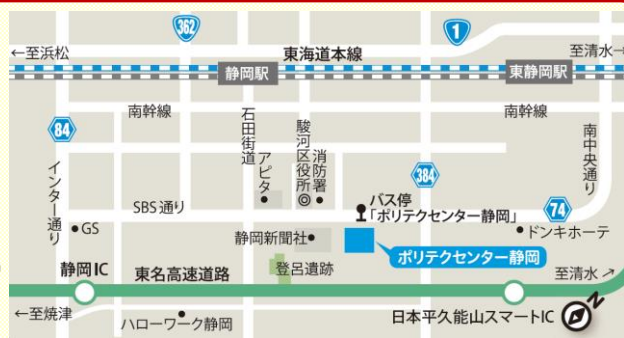 362
1
←至浜松
東海道本線
至清水→
静岡駅
東静岡駅
南幹線
南幹線
84
インター通り
石田街道
アピタ
駿河区役所
消防署
384
南中央通り
バス停
「ポリテクセンター静岡」
74
SBS通り
GS
静岡新聞社
ドンキホーテ
ポリテクセンター静岡
静岡IC
東名高速道路
登呂遺跡
至清水→
←至焼津
ハローワーク静岡
日本平久能山スマートIC
N